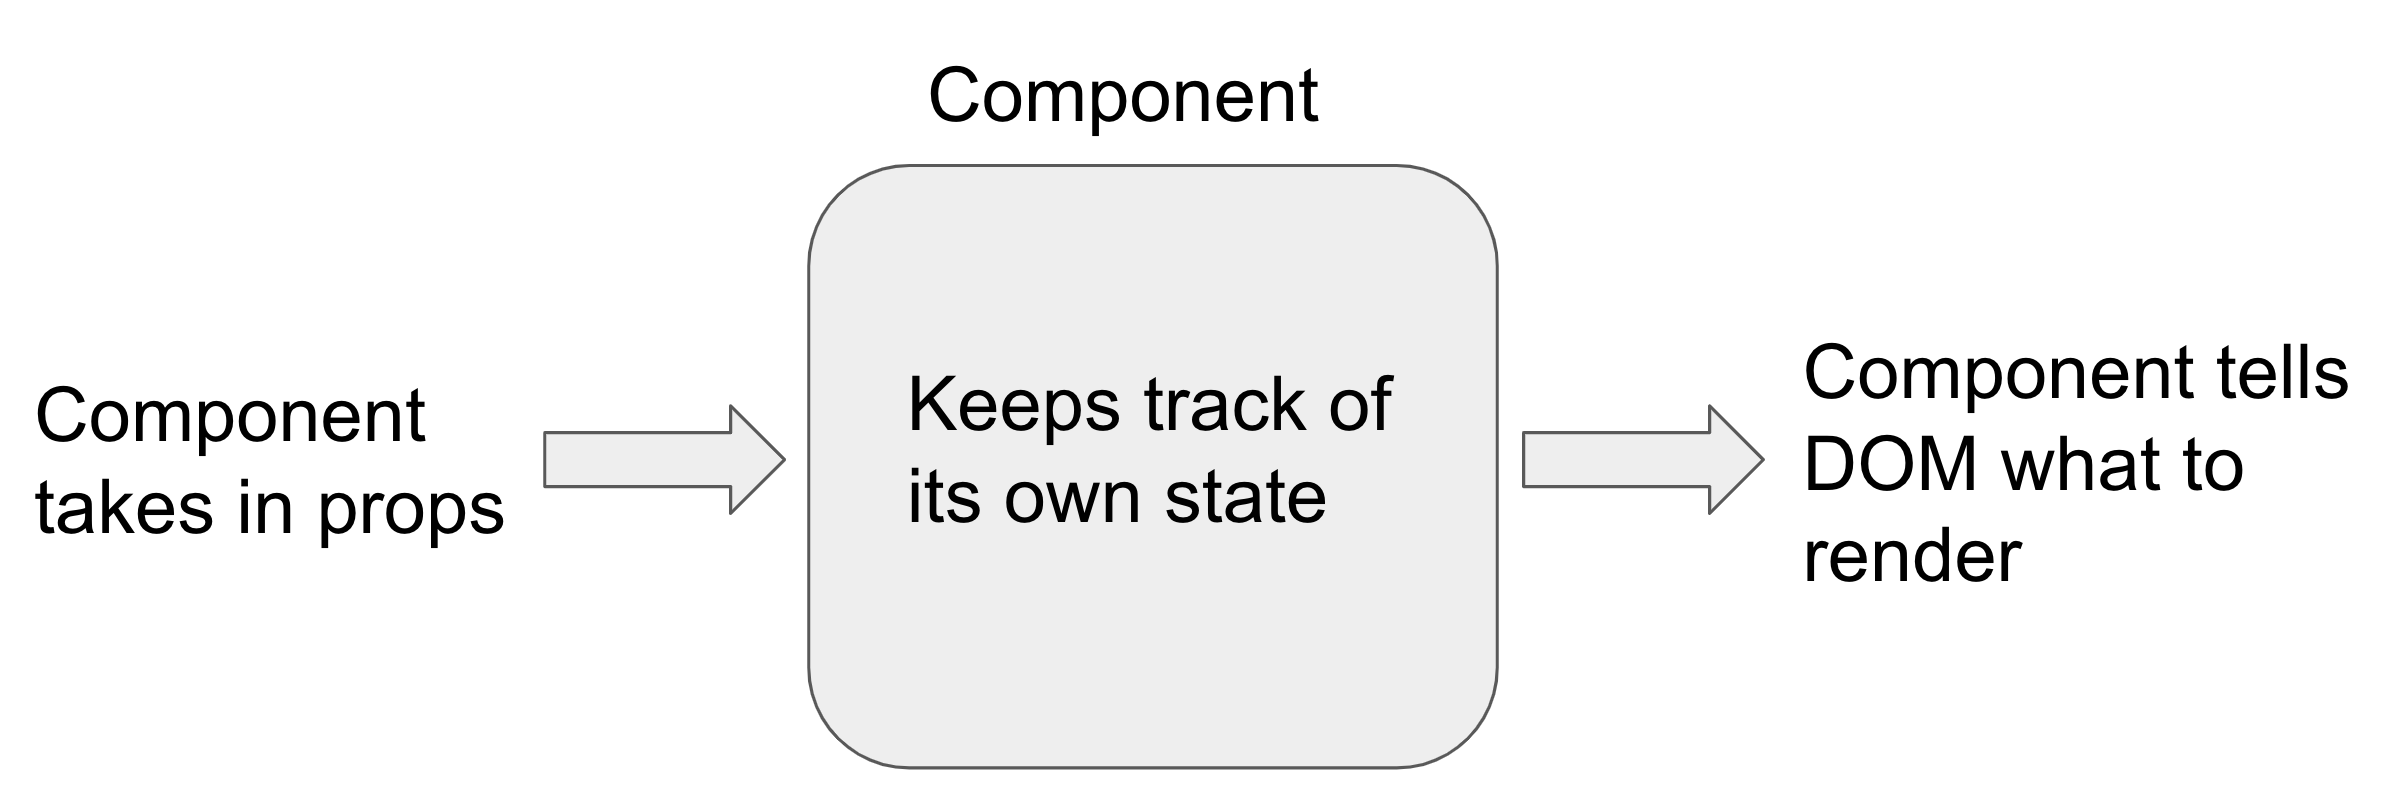 Component
Component
takes in props
Keeps track of
its own state
Component tells
DOM what to
render